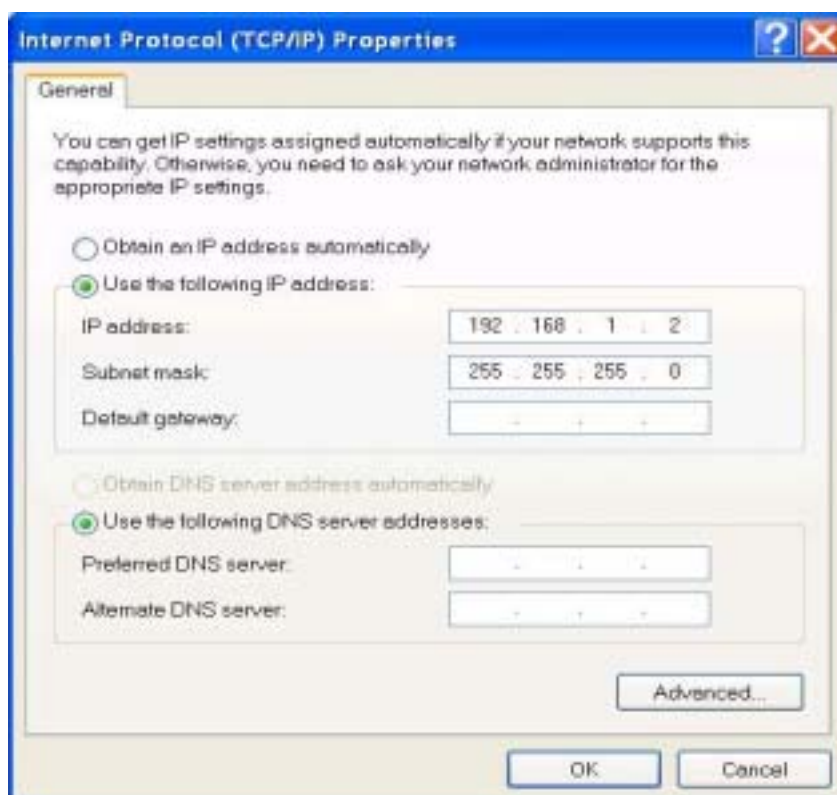 Internet Protocol (TCP/IP) Properties
General
You can get IP settings assigned automatically if your network supports this
capability. Otherwise, you need to ask your network administrator for the
appropriate IP settings.
Obtain an IP address automatically
Use the following IP address:
IP address: 192 . 168 . 1 . 2
Subnet mask: 255 . 255 . 255 . 0
Default gateway: . . .
Obtain DNS server address automatically
Use the following DNS server addresses:
Preferred DNS server: . . .
Alternate DNS server: . . .
Advanced...
OK Cancel